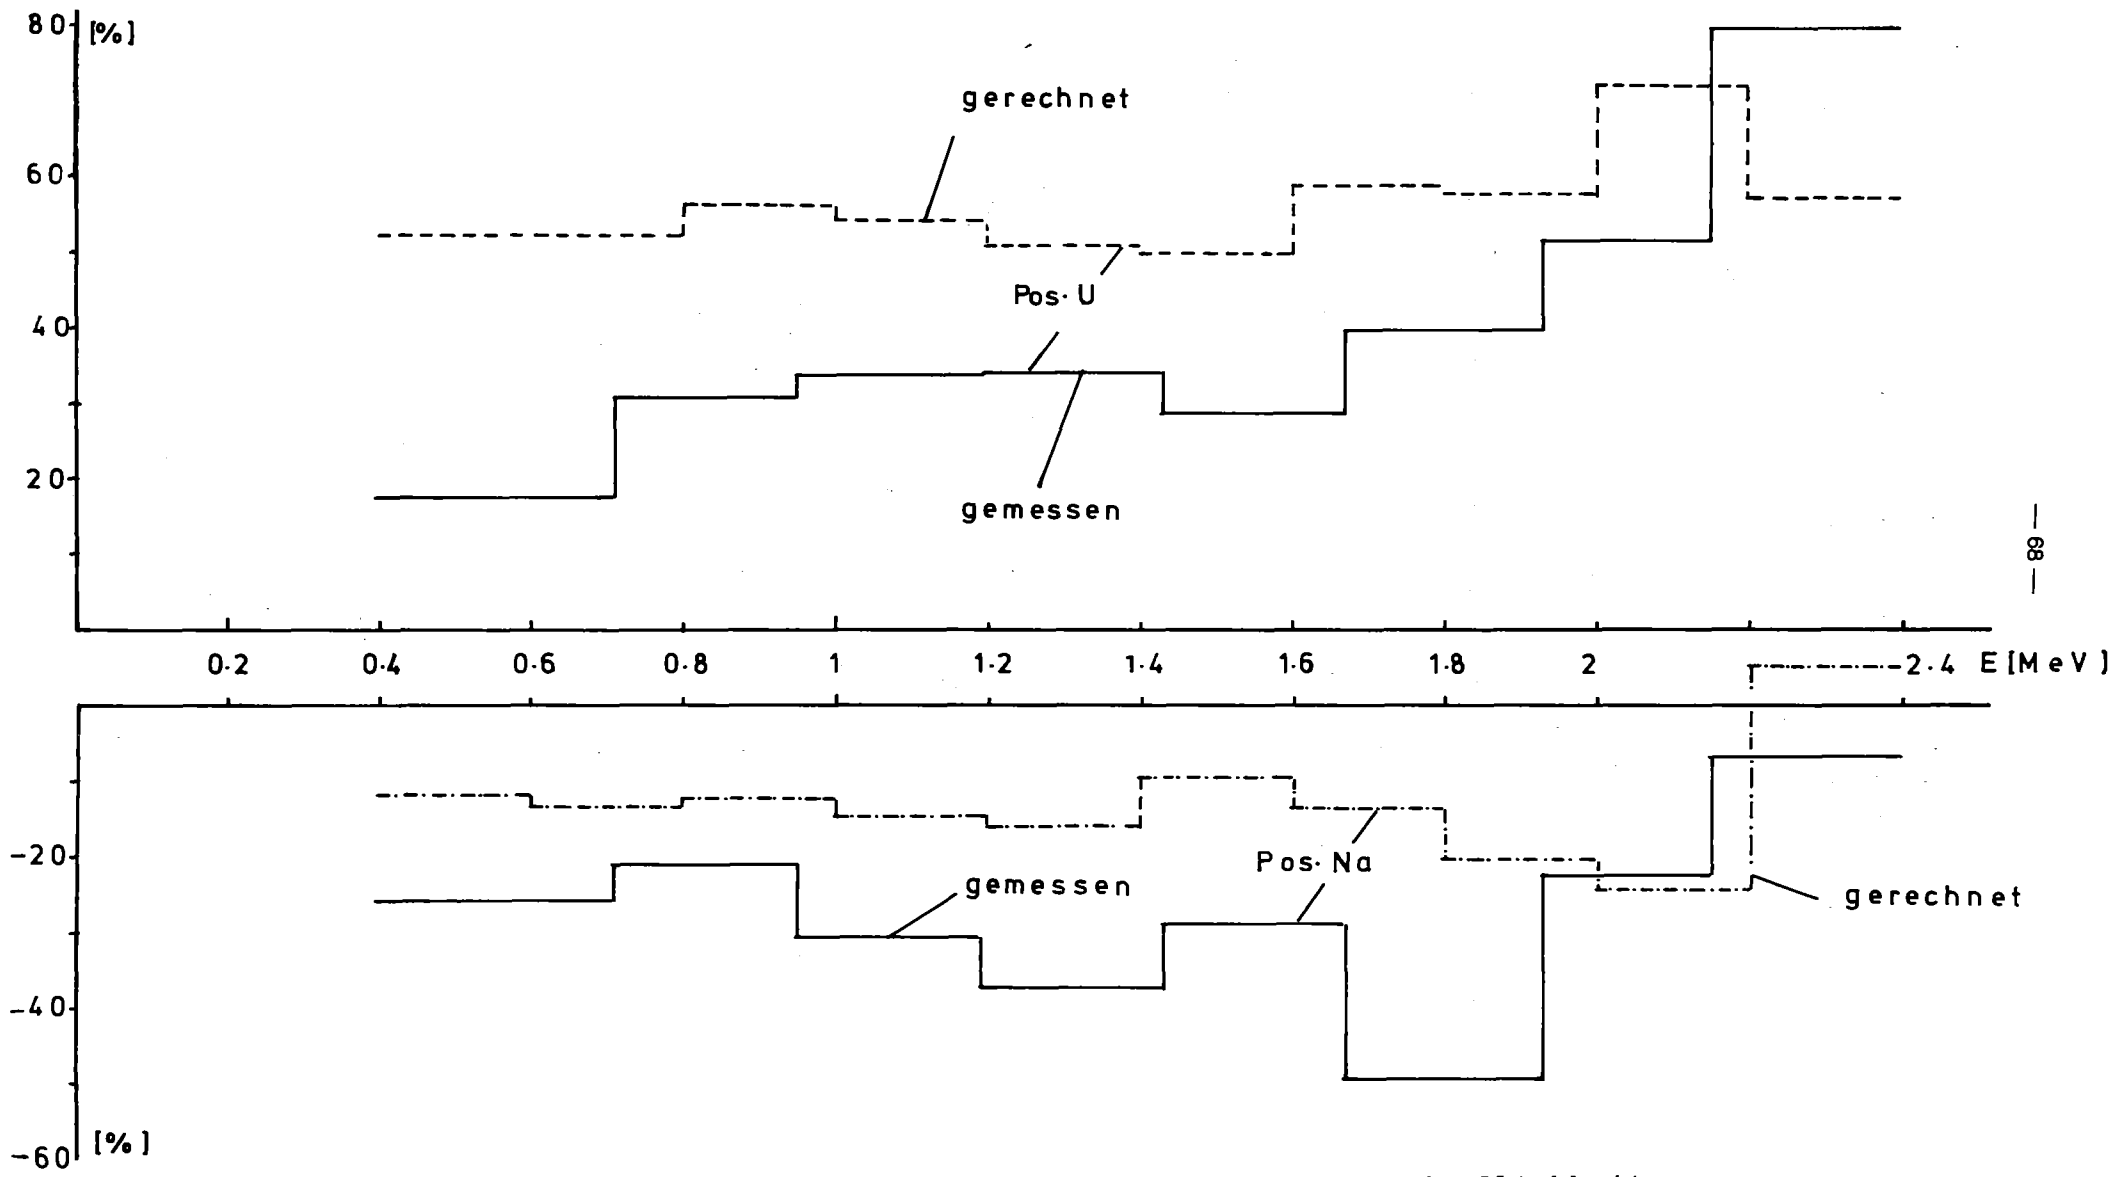 80 [%]
gerechnet
60
Pos. U
40
20
gemessen
— 68 —
0.2 0.4 0.6 0.8 1 1.2 1.4 1.6 1.8 2 2.4 E [MeV]
-20
Pos. Na
gemessen
gerechnet
-40
[%]
-60